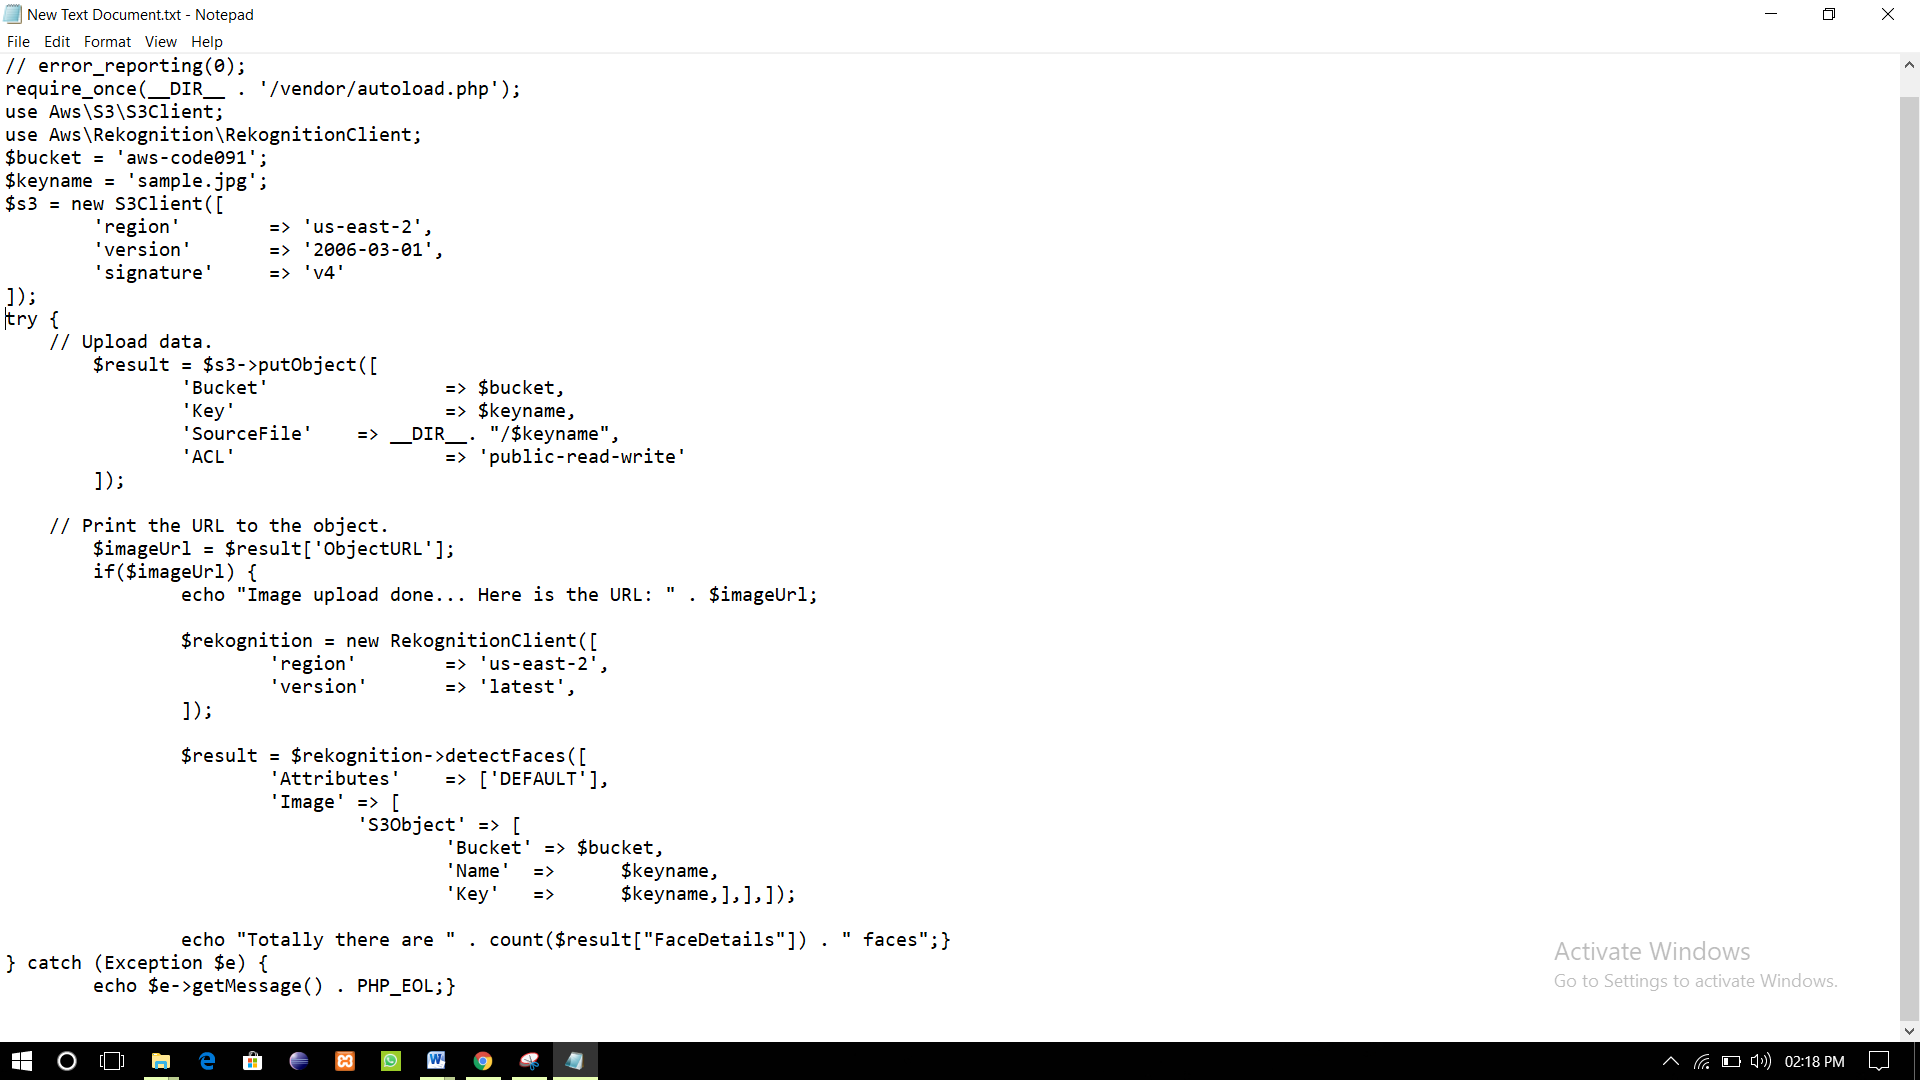 New Text Document.txt - Notepad
File Edit Format View Help
// error_reporting(0);
require_once(__DIR__ . '/vendor/autoload.php');
use Aws\S3\S3Client;
use Aws\Rekognition\RekognitionClient;
$bucket = 'aws-code091';
$keyname = 'sample.jpg';
$s3 = new S3Client([
        'region'        => 'us-east-2',
        'version'       => '2006-03-01',
        'signature'     => 'v4'
]);
try {
    // Upload data.
        $result = $s3->putObject([
                'Bucket'                => $bucket,
                'Key'                   => $keyname,
                'SourceFile'    => __DIR__. "/$keyname",
                'ACL'                   => 'public-read-write'
        ]);

    // Print the URL to the object.
        $imageUrl = $result['ObjectURL'];
        if($imageUrl) {
                echo "Image upload done... Here is the URL: " . $imageUrl;

                $rekognition = new RekognitionClient([
                        'region'        => 'us-east-2',
                        'version'       => 'latest',
                ]);

                $result = $rekognition->detectFaces([
                        'Attributes'    => ['DEFAULT'],
                        'Image' => [
                                'S3Object' => [
                                        'Bucket' => $bucket,
                                        'Name'  =>      $keyname,
                                        'Key'   =>      $keyname,],],]);

                echo "Totally there are " . count($result["FaceDetails"]) . " faces";}
} catch (Exception $e) {
        echo $e->getMessage() . PHP_EOL;}
Activate Windows
Go to Settings to activate Windows.
02:18 PM